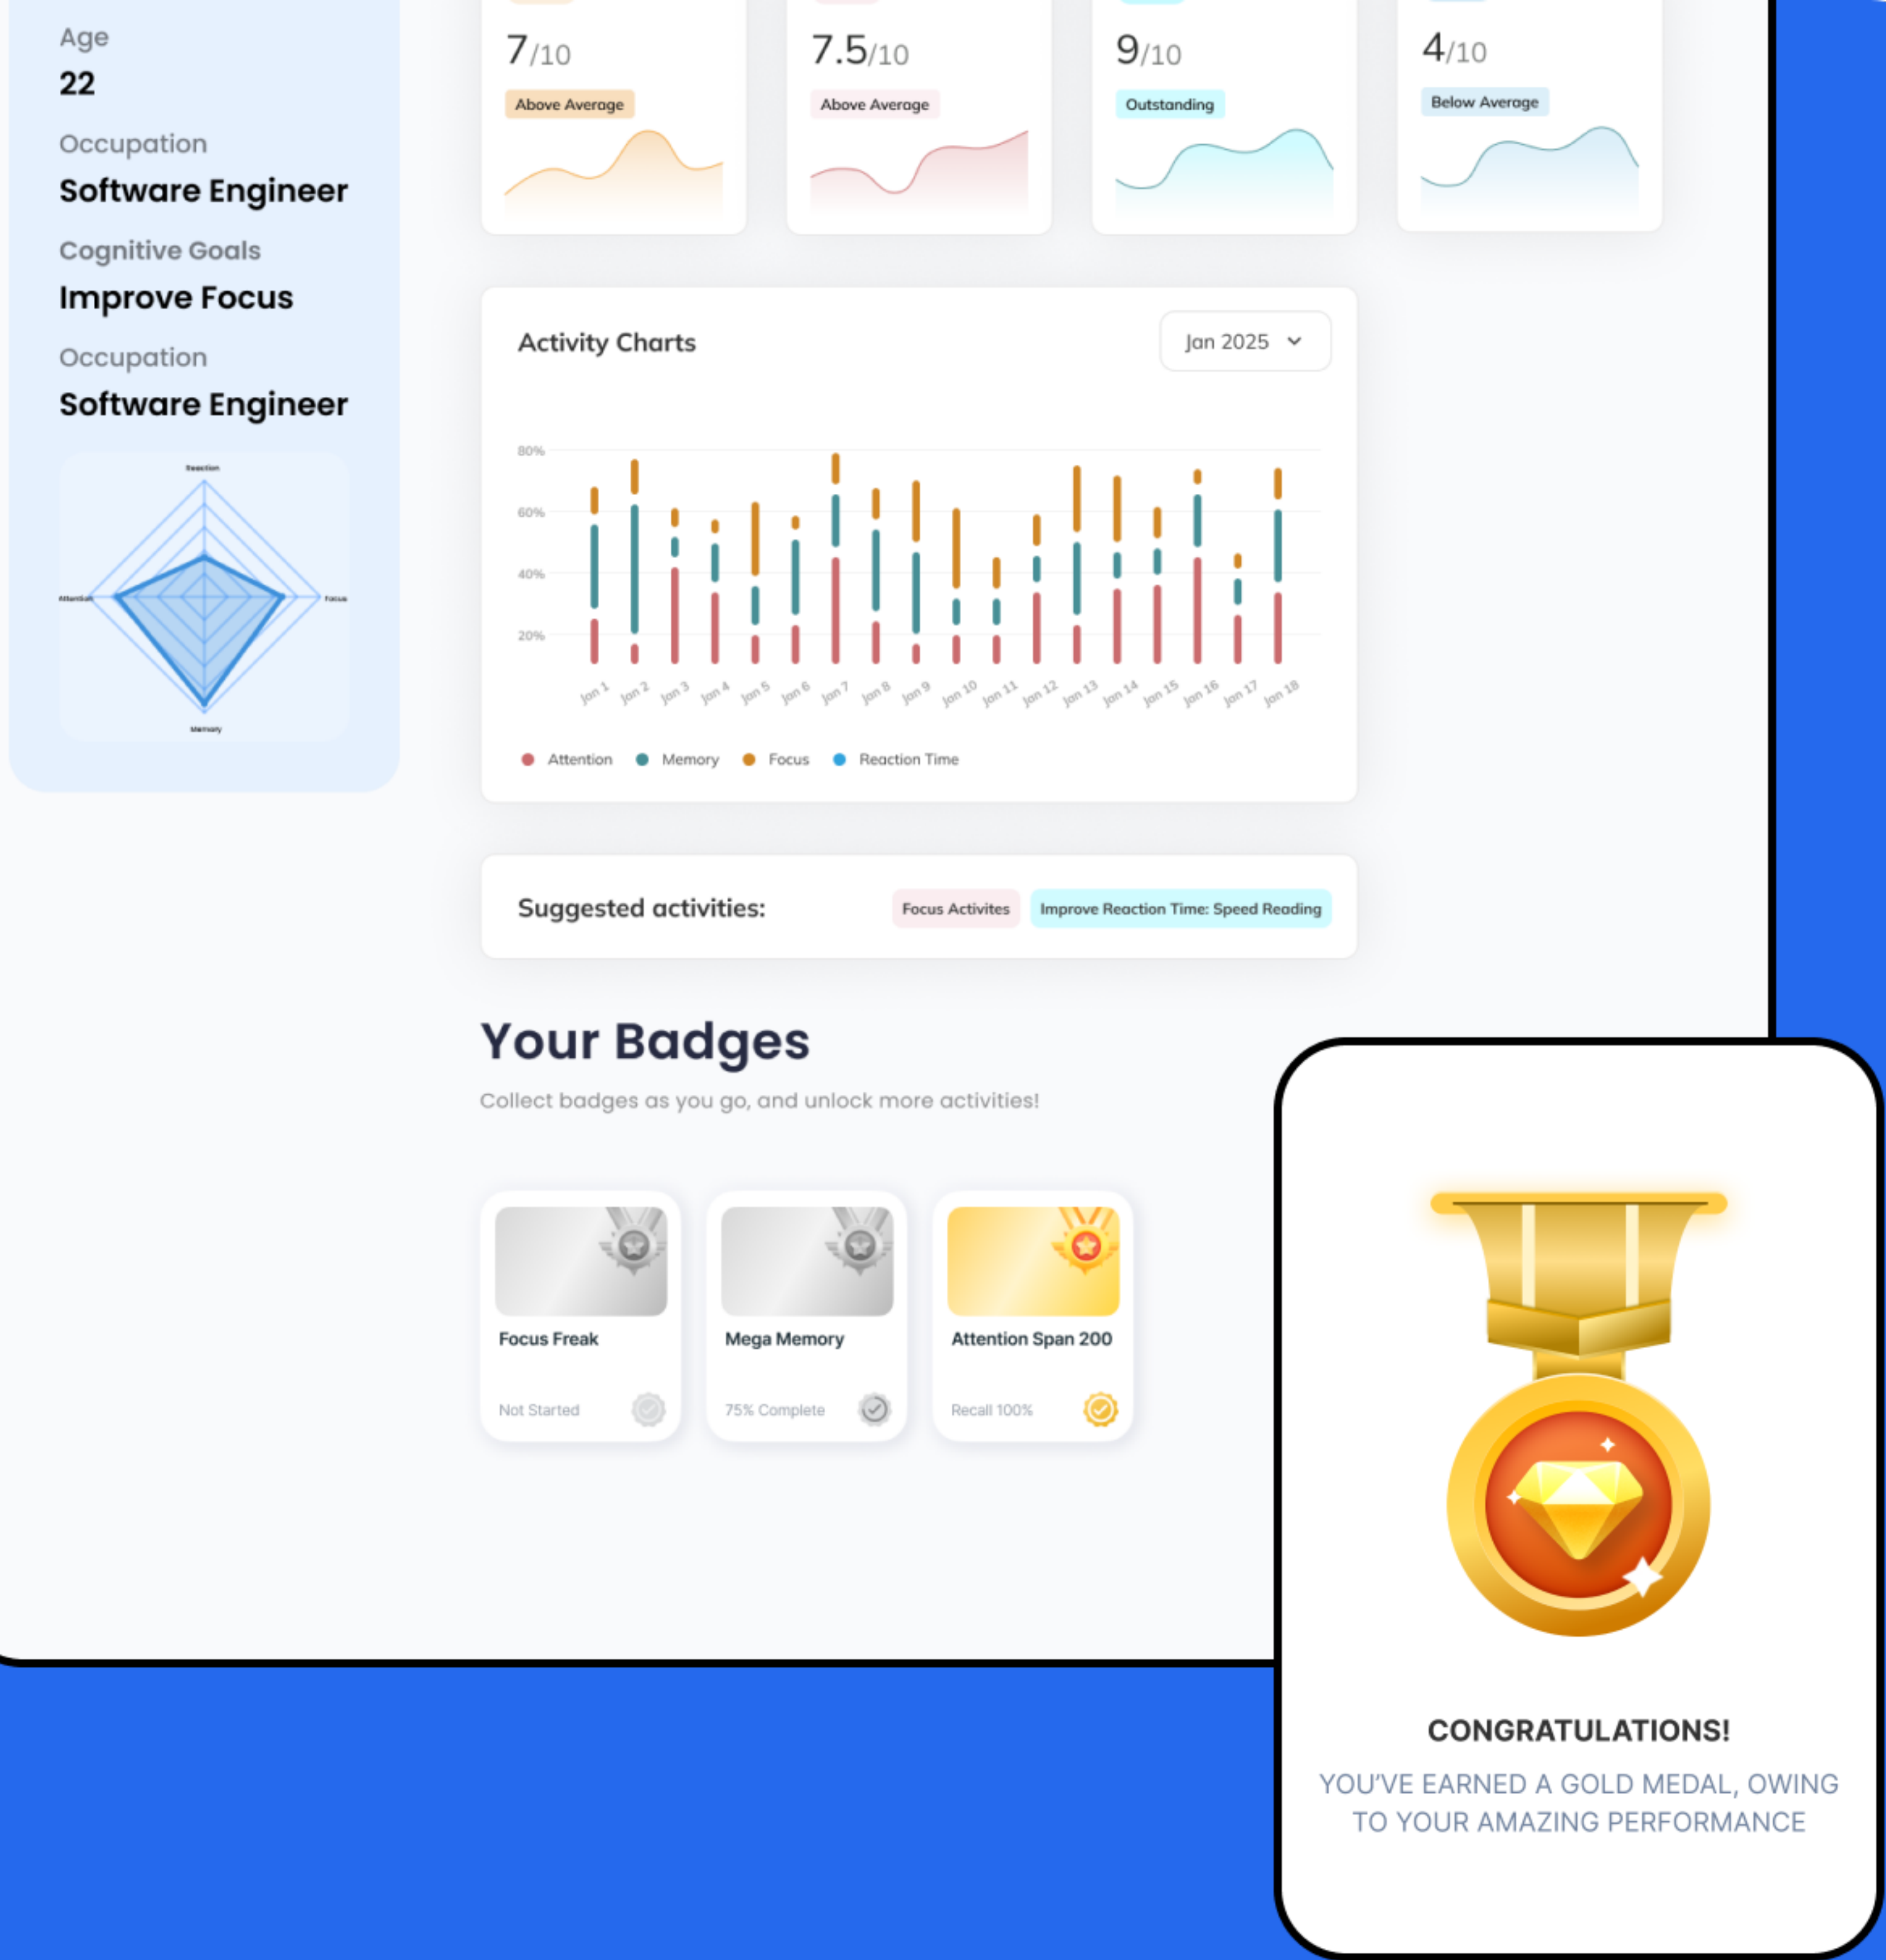 Age
22
Occupation
Software Engineer
Cognitive Goals
Improve Focus
Occupation
Software Engineer
Reaction
Attention
Focus
Memory
7/10
Above Average
7.5/10
Above Average
9/10
Outstanding
4/10
Below Average
Activity Charts
Jan 2025
80%
60%
40%
20%
Jan 1 Jan 2 Jan 3 Jan 4 Jan 5 Jan 6 Jan 7 Jan 8 Jan 9 Jan 10 Jan 11 Jan 12 Jan 13 Jan 14 Jan 15 Jan 16 Jan 17 Jan 18
Attention Memory Focus Reaction Time
Suggested activities: Focus Activites Improve Reaction Time: Speed Reading
Your Badges
Collect badges as you go, and unlock more activities!
Focus Freak
Not Started
Mega Memory
75% Complete
Attention Span 200
Recall 100%
CONGRATULATIONS!
YOU’VE EARNED A GOLD MEDAL, OWING
TO YOUR AMAZING PERFORMANCE